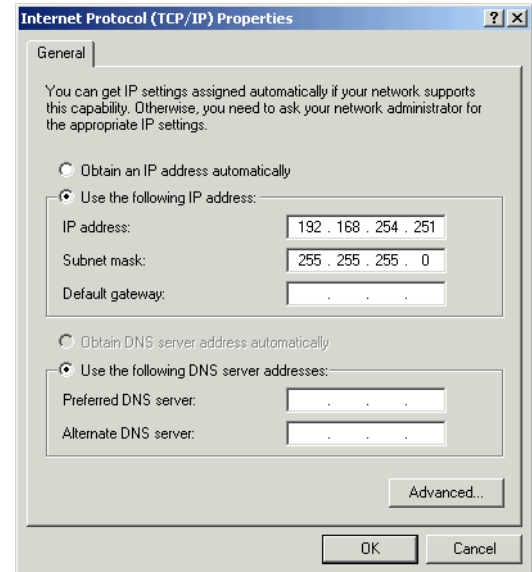 Internet Protocol (TCP/IP) Properties
General
You can get IP settings assigned automatically if your network supports
this capability. Otherwise, you need to ask your network administrator for
the appropriate IP settings.
Obtain an IP address automatically
Use the following IP address:
IP address: 192 . 168 . 254 . 251
Subnet mask: 255 . 255 . 255 . 0
Default gateway: . . .
Obtain DNS server address automatically
Use the following DNS server addresses:
Preferred DNS server: . . .
Alternate DNS server: . . .
Advanced...
OK Cancel